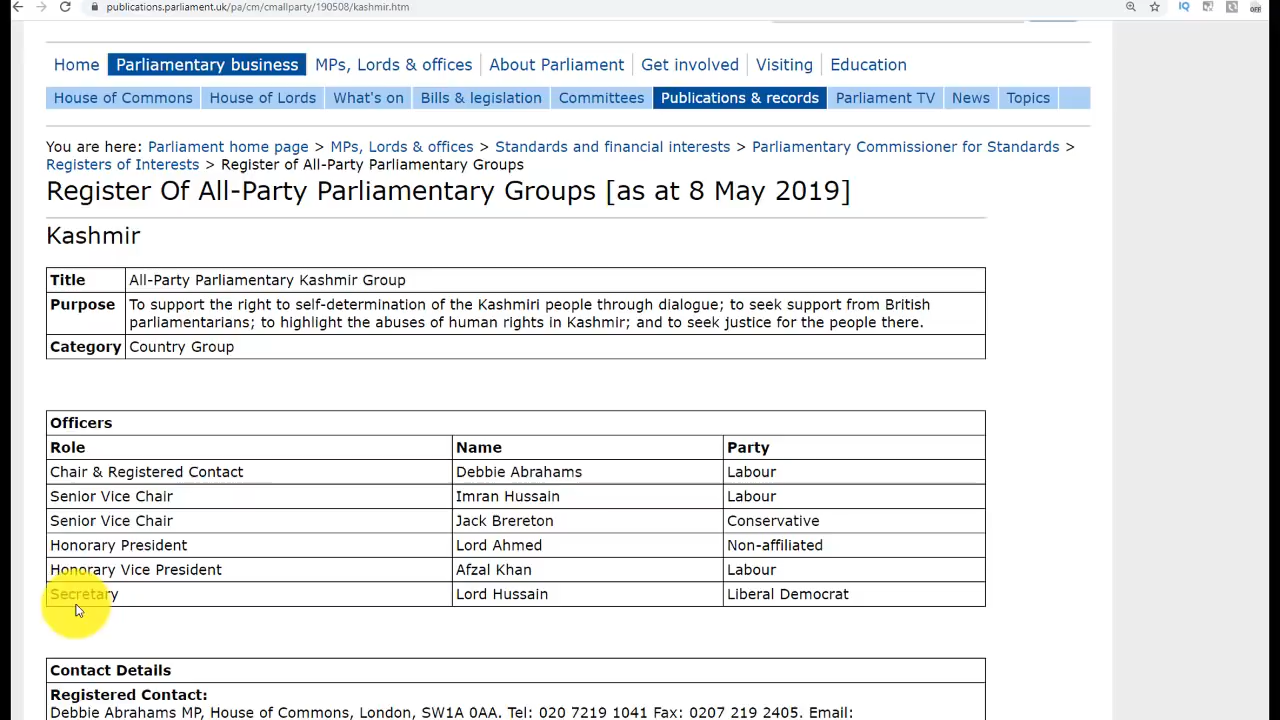 publications.parliament.uk/pa/cm/cmallparty/190508/kashmir.htm
Home Parliamentary business MPs, Lords & offices About Parliament Get involved Visiting Education
House of Commons House of Lords What's on Bills & legislation Committees Publications & records Parliament TV News Topics
You are here: Parliament home page > MPs, Lords & offices > Standards and financial interests > Parliamentary Commissioner for Standards >
Registers of Interests > Register of All-Party Parliamentary Groups
Register Of All-Party Parliamentary Groups [as at 8 May 2019]
Kashmir
Title All-Party Parliamentary Kashmir Group
Purpose To support the right to self-determination of the Kashmiri people through dialogue; to seek support from British
parliamentarians; to highlight the abuses of human rights in Kashmir; and to seek justice for the people there.
Category Country Group
Officers
Role Name Party
Chair & Registered Contact Debbie Abrahams Labour
Senior Vice Chair Imran Hussain Labour
Senior Vice Chair Jack Brereton Conservative
Honorary President Lord Ahmed Non-affiliated
Honorary Vice President Afzal Khan Labour
Secretary Lord Hussain Liberal Democrat
Contact Details
Registered Contact:
Debbie Abrahams MP, House of Commons, London, SW1A 0AA. Tel: 020 7219 1041 Fax: 0207 219 2405. Email: